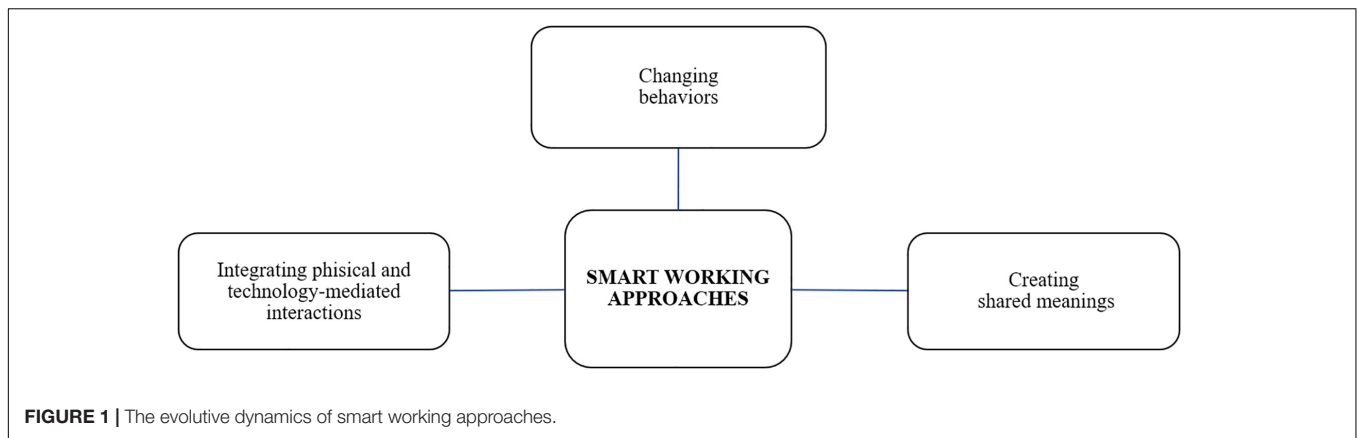 Changing
behaviors
Integrating phisical and
technology-mediated
interactions
SMART WORKING
APPROACHES
Creating
shared meanings
FIGURE 1 | The evolutive dynamics of smart working approaches.